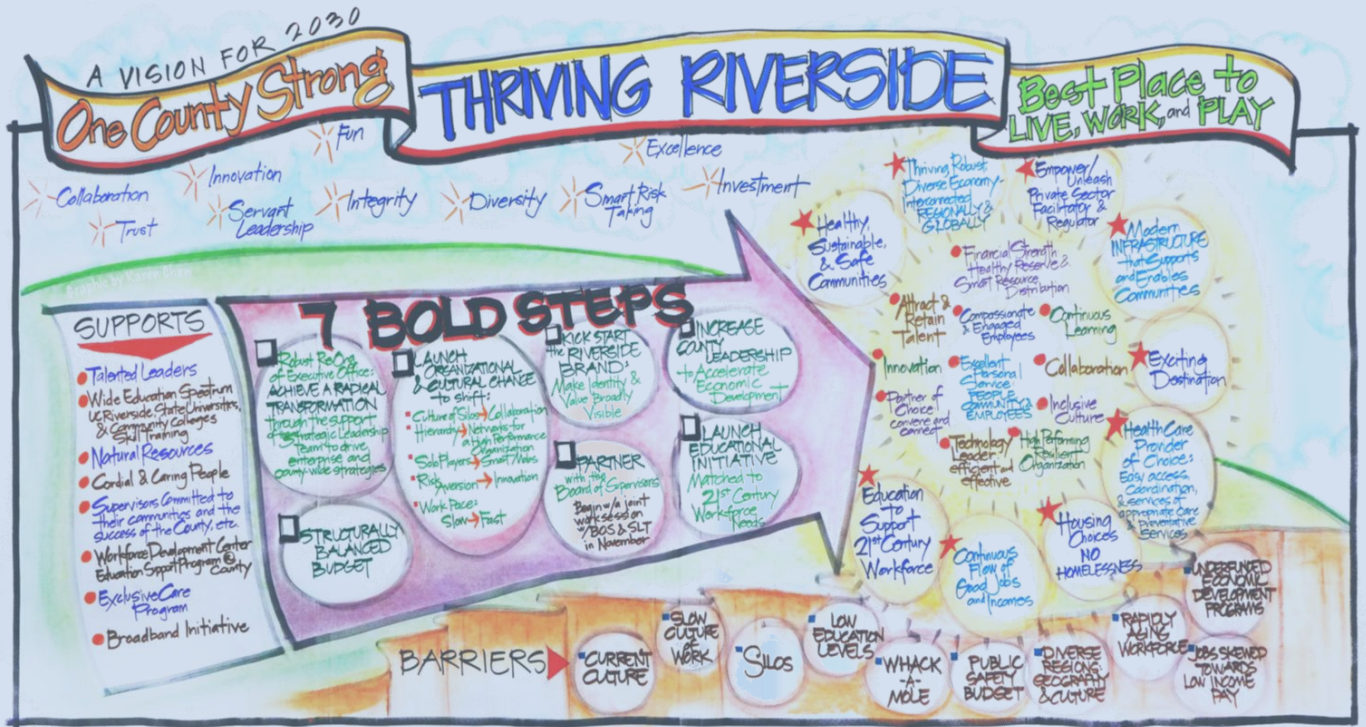 A VISION FOR 2030
One County Strong
THRIVING RIVERSIDE
Best Place to
LIVE, WORK, and PLAY
Fun
Excellence
Innovation
Investment
Collaboration
Integrity
Diversity
Smart Risk
Taking
Servant
Leadership
Trust
SUPPORTS
Talented Leaders
Wide Education Spectrum
UC Riverside, State Universities,
& Community Colleges
Skill Training
Natural Resources
Cordial & Caring People
Supervisors Committed to
their communities and the
success of the County, etc.
Workforce Development Center
Education Support Program @
County
Exclusive Care
Program
Broadband Initiative
7 BOLD STEPS
Robust ReOrg
of Executive Office:
ACHIEVE A RADICAL
TRANSFORMATION
through the support
of Strategic Leadership
Team to drive
enterprise and
county-wide strategies
STRUCTURALLY
BALANCED
BUDGET
LAUNCH
ORGANIZATIONAL
& CULTURAL CHANGE
to shift:
Culture of Silos → Collaboration
Hierarchy → Networks for
a High Performance
Organization
Solo Players → Smart Mobs
Risk
Aversion → Innovation
Work Pace:
Slow → Fast
KICK START
the RIVERSIDE
BRAND:
Make Identity &
Value Broadly
Visible
PARTNER
with the
Board of Supervisors
Begin w/ a joint
work session
w/ BOS & SLT
in November
INCREASE
COUNTY
LEADERSHIP
to Accelerate
Economic
Development
LAUNCH
EDUCATIONAL
INITIATIVE
Matched to
21st Century
Workforce
Needs
Healthy,
Sustainable,
& Safe
Communities
Thriving Robust
Diverse Economy-
Interconnected
REGIONALLY &
GLOBALLY
Empower/
Unleash
Private Sector
Facilitator &
Regulator
Modern
INFRASTRUCTURE
that Supports
and Enables
Communities
Financial Strength
Healthy Reserve &
Smart Resource
Distribution
Attract &
Retain
Talent
Compassionate
& Engaged
Employees
Continuous
Learning
Innovation
Excellent
Personal
Service:
PEOPLE,
COMMUNITY &
EMPLOYEES
Collaboration
Exciting
Destination
Partner of
Choice
convene and
connect
Inclusive
Culture
Technology
Leader
efficient and
effective
High Performing
Resilient
Organization
Health Care
Provider
of Choice:
Easy access,
Coordination,
& services of
appropriate Care
& Preventative
Services
Education
to
Support
21st Century
Workforce
Continuous
Flow of
Good Jobs
and Incomes
Housing
Choices
NO
HOMELESSNESS
BARRIERS
CURRENT
CULTURE
SLOW
CULTURE
OF
WORK
SILOS
LOW
EDUCATION
LEVELS
WHACK
-A-
MOLE
PUBLIC
SAFETY
BUDGET
DIVERSE
REGIONS:
GEOGRAPHY
& CULTURE
RAPIDLY
AGING
WORKFORCE
UNDERFUNDED
ECONOMIC
DEVELOPMENT
PROGRAMS
JOBS SKEWED
TOWARDS
LOW INCOME
PAY